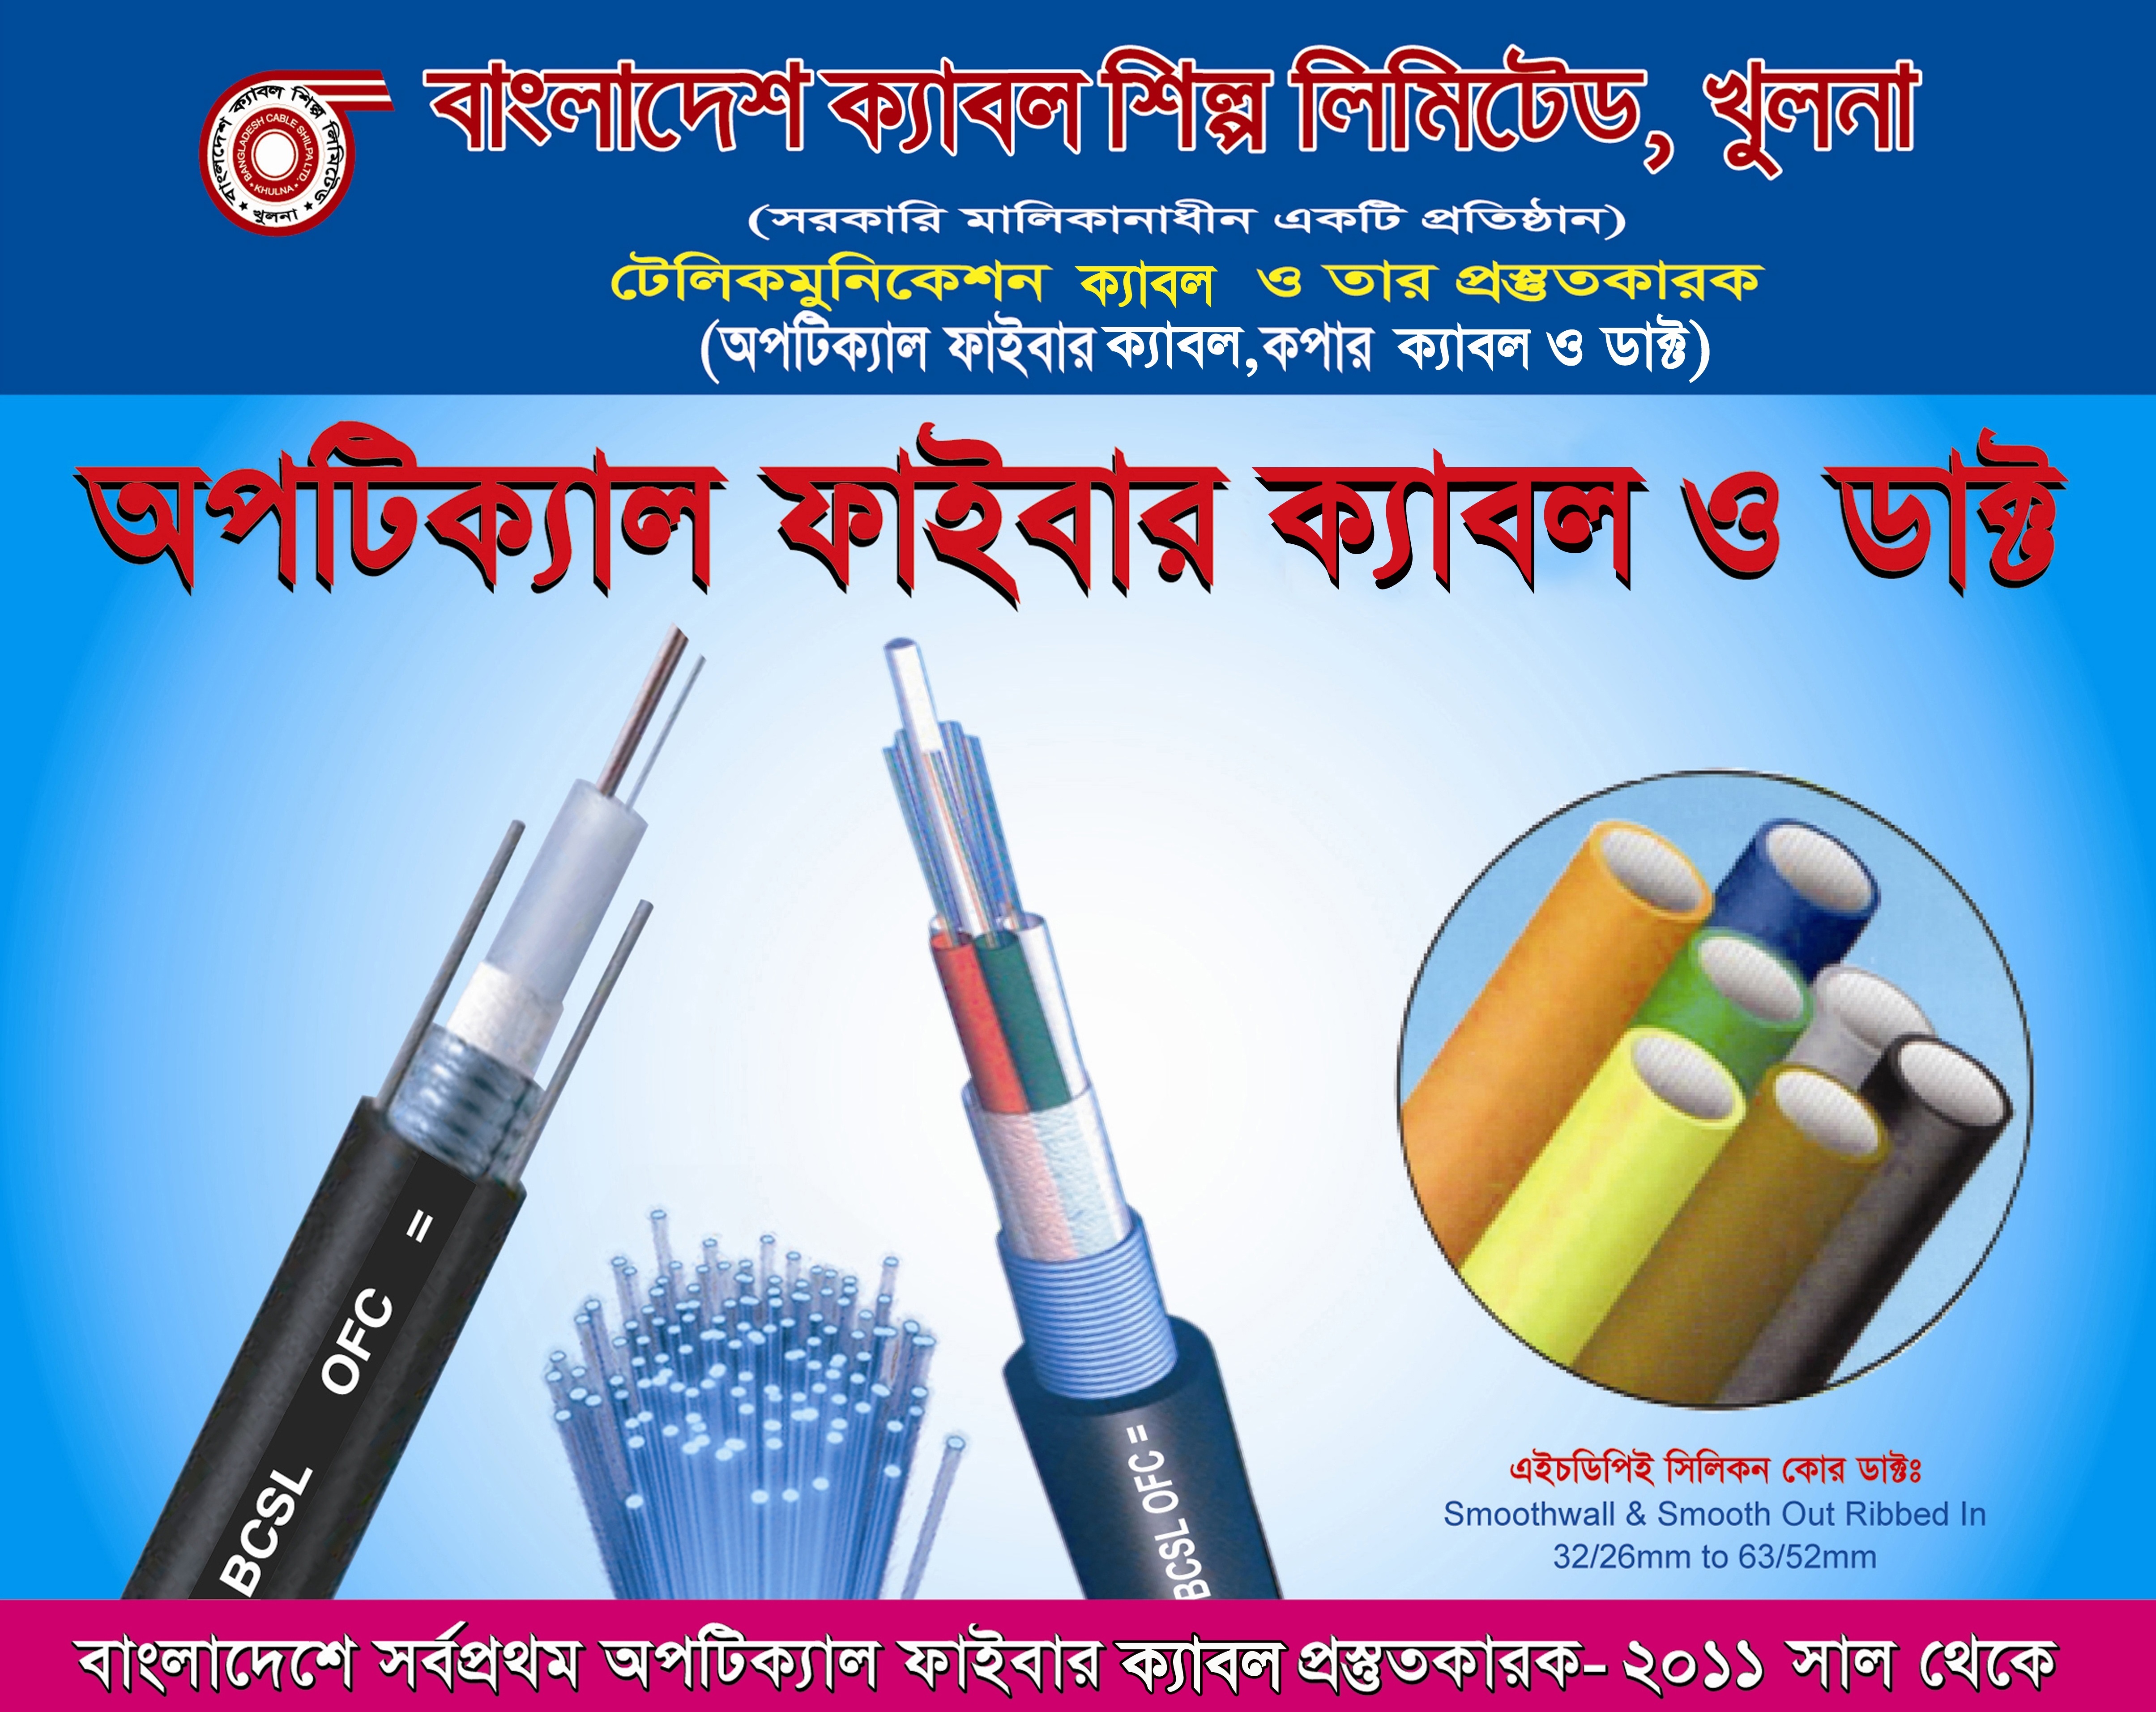 বাংলাদেশ ক্যাবল শিল্প লিমিটেড, খুলনা
বাংলাদেশ ক্যাবল শিল্প লিমিটেড
★ খুলনা ★
BANGLADESH CABLE SHILPA LTD.
• KHULNA •
(সরকারি মালিকানাধীন একটি প্রতিষ্ঠান)
টেলিকমুনিকেশন ক্যাবল ও তার প্রস্তুতকারক
(অপটিক্যাল ফাইবার ক্যাবল,কপার ক্যাবল ও ডাক্ট)
অপটিক্যাল ফাইবার ক্যাবল ও ডাক্ট
BCSL OFC =
BCSL OFC =
এইচডিপিই সিলিকন কোর ডাক্টঃ
Smoothwall & Smooth Out Ribbed In
32/26mm to 63/52mm
বাংলাদেশে সর্বপ্রথম অপটিক্যাল ফাইবার ক্যাবল প্রস্তুতকারক- ২০১১ সাল থেকে